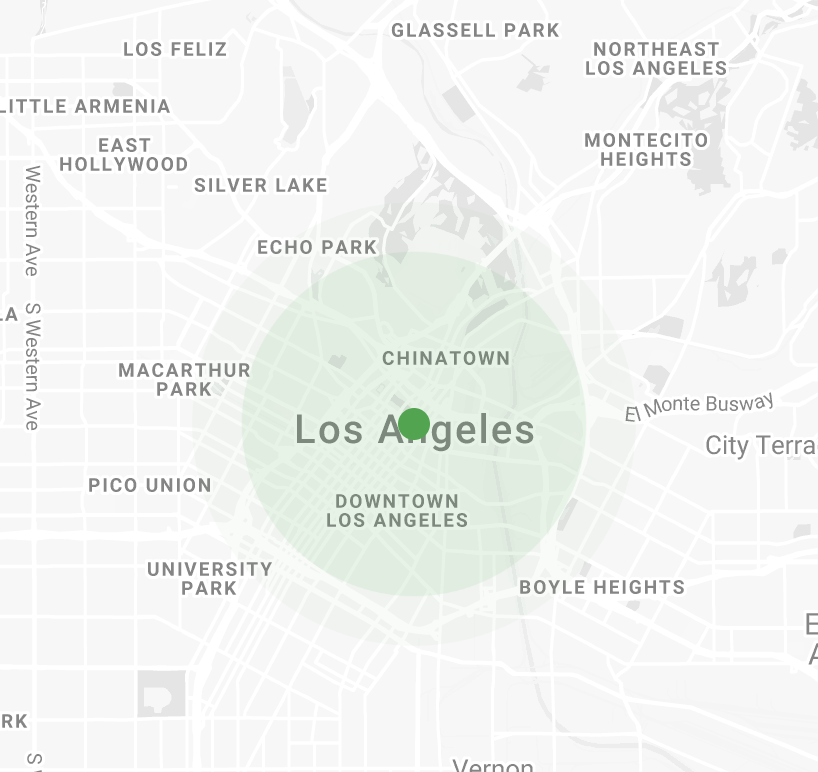 GLASSELL PARK
LOS FELIZ
NORTHEAST
LOS ANGELES
LITTLE ARMENIA
EAST
HOLLYWOOD
MONTECITO
HEIGHTS
Western Ave
SILVER LAKE
ECHO PARK
LA
S Western Ave
CHINATOWN
MACARTHUR
PARK
El Monte Busway
Los Angeles
City Terra
PICO UNION
DOWNTOWN
LOS ANGELES
UNIVERSITY
PARK
BOYLE HEIGHTS
E
A
RK
S
Vernon